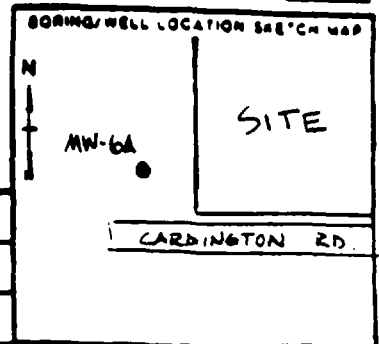 BORING/WELL LOCATION SKETCH MAP
N
SITE
MW-6A
CARDINGTON RD.